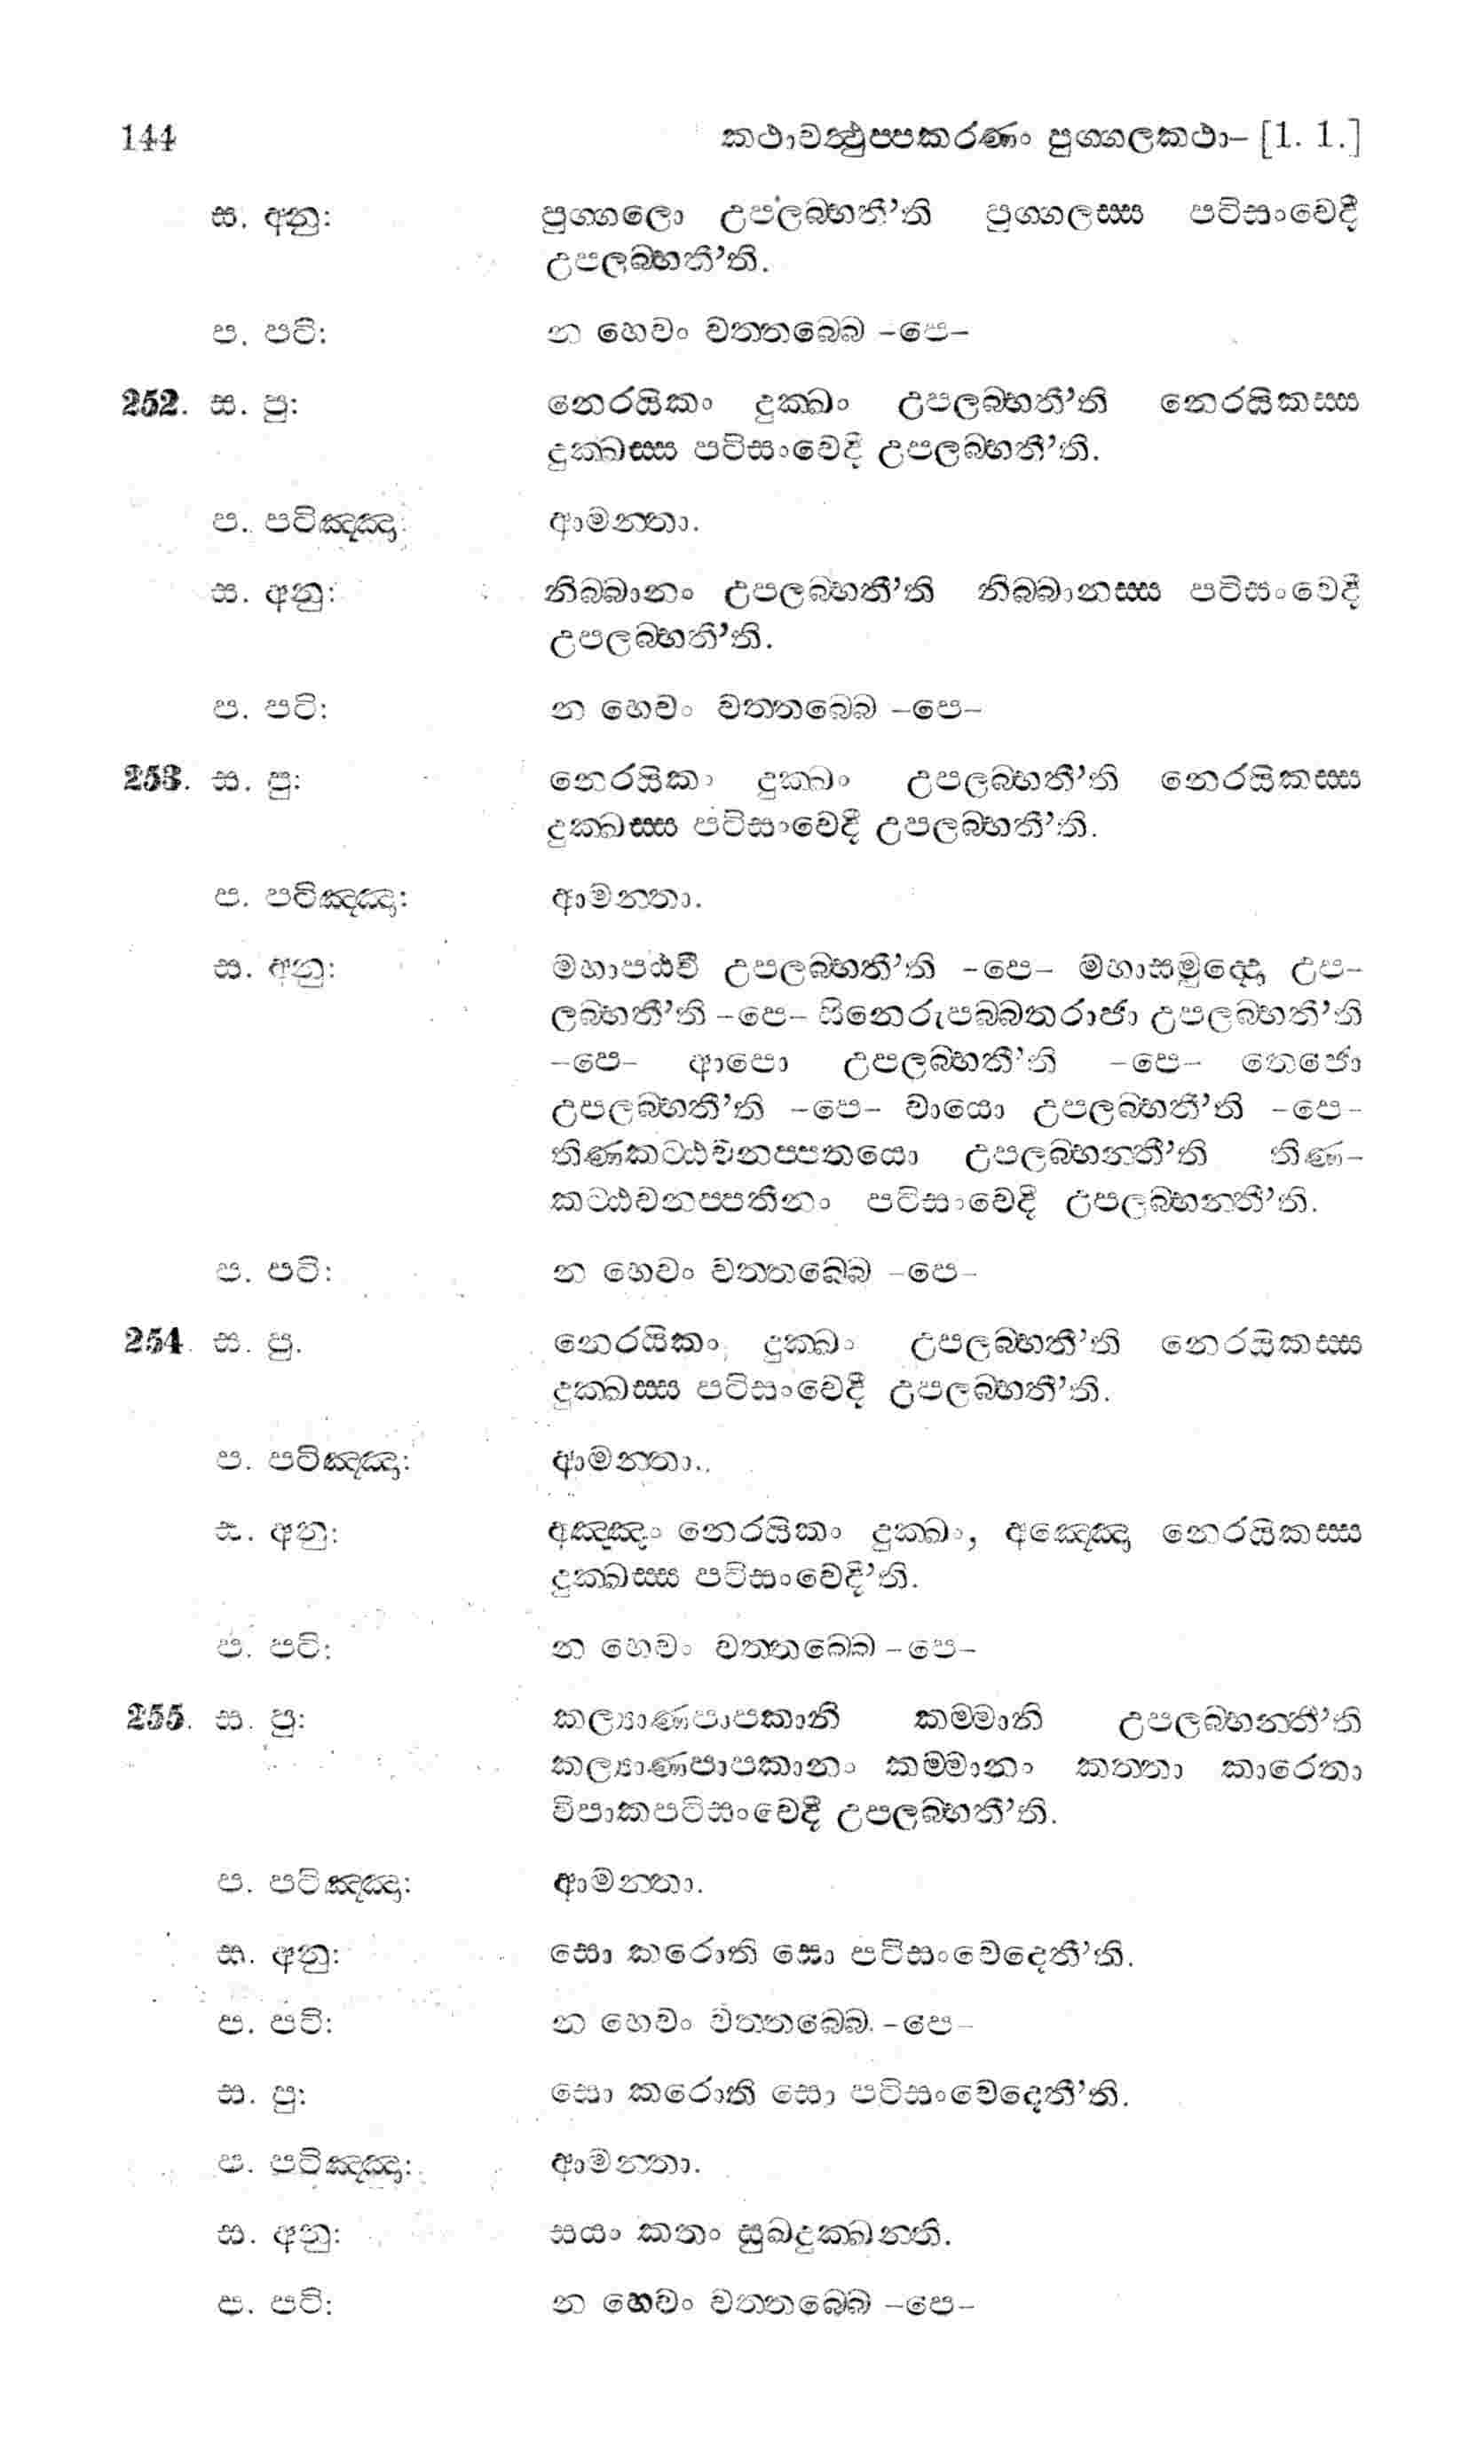 144 කථාවත්‍ථුප්පකරණං පුග්ගලකථා– [1. 1.]
ස. අනු: පුග්ගලො උපලබ්භතී’ති පුග්ගලස්ස පටිසංවෙදී
උපලබ්භතී’ති.
ප. පටි: න හෙවං වත්තබ්බෙ –පෙ–
252. ස. පු: නෙරයිකං දුක්ඛං උපලබ්භතී’ති නෙරයිකස්ස
දුක්ඛස්ස පටිසංවෙදී උපලබ්භතී’ති.
ප. පටිඤ්ඤා: ආමන්තා.
ස. අනු: නිබ්බානං උපලබ්භතී’ති නිබ්බානස්ස පටිසංවෙදී
උපලබ්භතී’ති.
ප. පටි: න හෙවං වත්තබ්බෙ –පෙ–
253. ස. පු: නෙරයිකං දුක්ඛං උපලබ්භතී’ති නෙරයිකස්ස
දුක්ඛස්ස පටිසංවෙදී උපලබ්භතී’ති.
ප. පටිඤ්ඤා: ආමන්තා.
ස. අනු: මහාපඨවී උපලබ්භතී’ති –පෙ– මහාසමුද්දො උප–
ලබ්භතී’ති –පෙ– සිනෙරුපබ්බතරාජා උපලබ්භතී’ති
–පෙ– ආපො උපලබ්භතී’ති –පෙ– තෙජො
උපලබ්භතී’ති –පෙ– වායො උපලබ්භතී’ති –පෙ–
තිණකට්ඨවනප්පතයො උපලබ්භන්තී’ති තිණ–
කට්ඨවනප්පතීනං පටිසංවෙදී උපලබ්භන්තී’ති.
ප. පටි: න හෙවං වත්තබ්බෙ –පෙ–
254. ස. පු. නෙරයිකං දුක්ඛං උපලබ්භතී’ති නෙරයිකස්ස
දුක්ඛස්ස පටිසංවෙදී උපලබ්භතී’ති.
ප. පටිඤ්ඤා: ආමන්තා.
ස. අනු: අඤ්ඤං නෙරයිකං දුක්ඛං, අඤ්ඤො නෙරයිකස්ස
දුක්ඛස්ස පටිසංවෙදී’ති.
ප. පටි: න හෙවං වත්තබ්බෙ –පෙ–
255. ස. පු: කල්‍යාණපාපකානි කම්මානි උපලබ්භන්තී’ති
කල්‍යාණපාපකානං කම්මානං කත්තා කාරෙතා
විපාකපටිසංවෙදී උපලබ්භතී’ති.
ප. පටිඤ්ඤා: ආමන්තා.
ස. අනු: සො කරොති සො පටිසංවෙදෙතී’ති.
ප. පටි: න හෙවං වත්තබ්බෙ. –පෙ–
ස. පු: සො කරොති සො පටිසංවෙදෙතී’ති.
ප. පටිඤ්ඤා: ආමන්තා.
ස. අනු: සයං කතං සුඛදුක්ඛන්ති.
ප. පටි: න හෙවං වත්තබ්බෙ –පෙ–